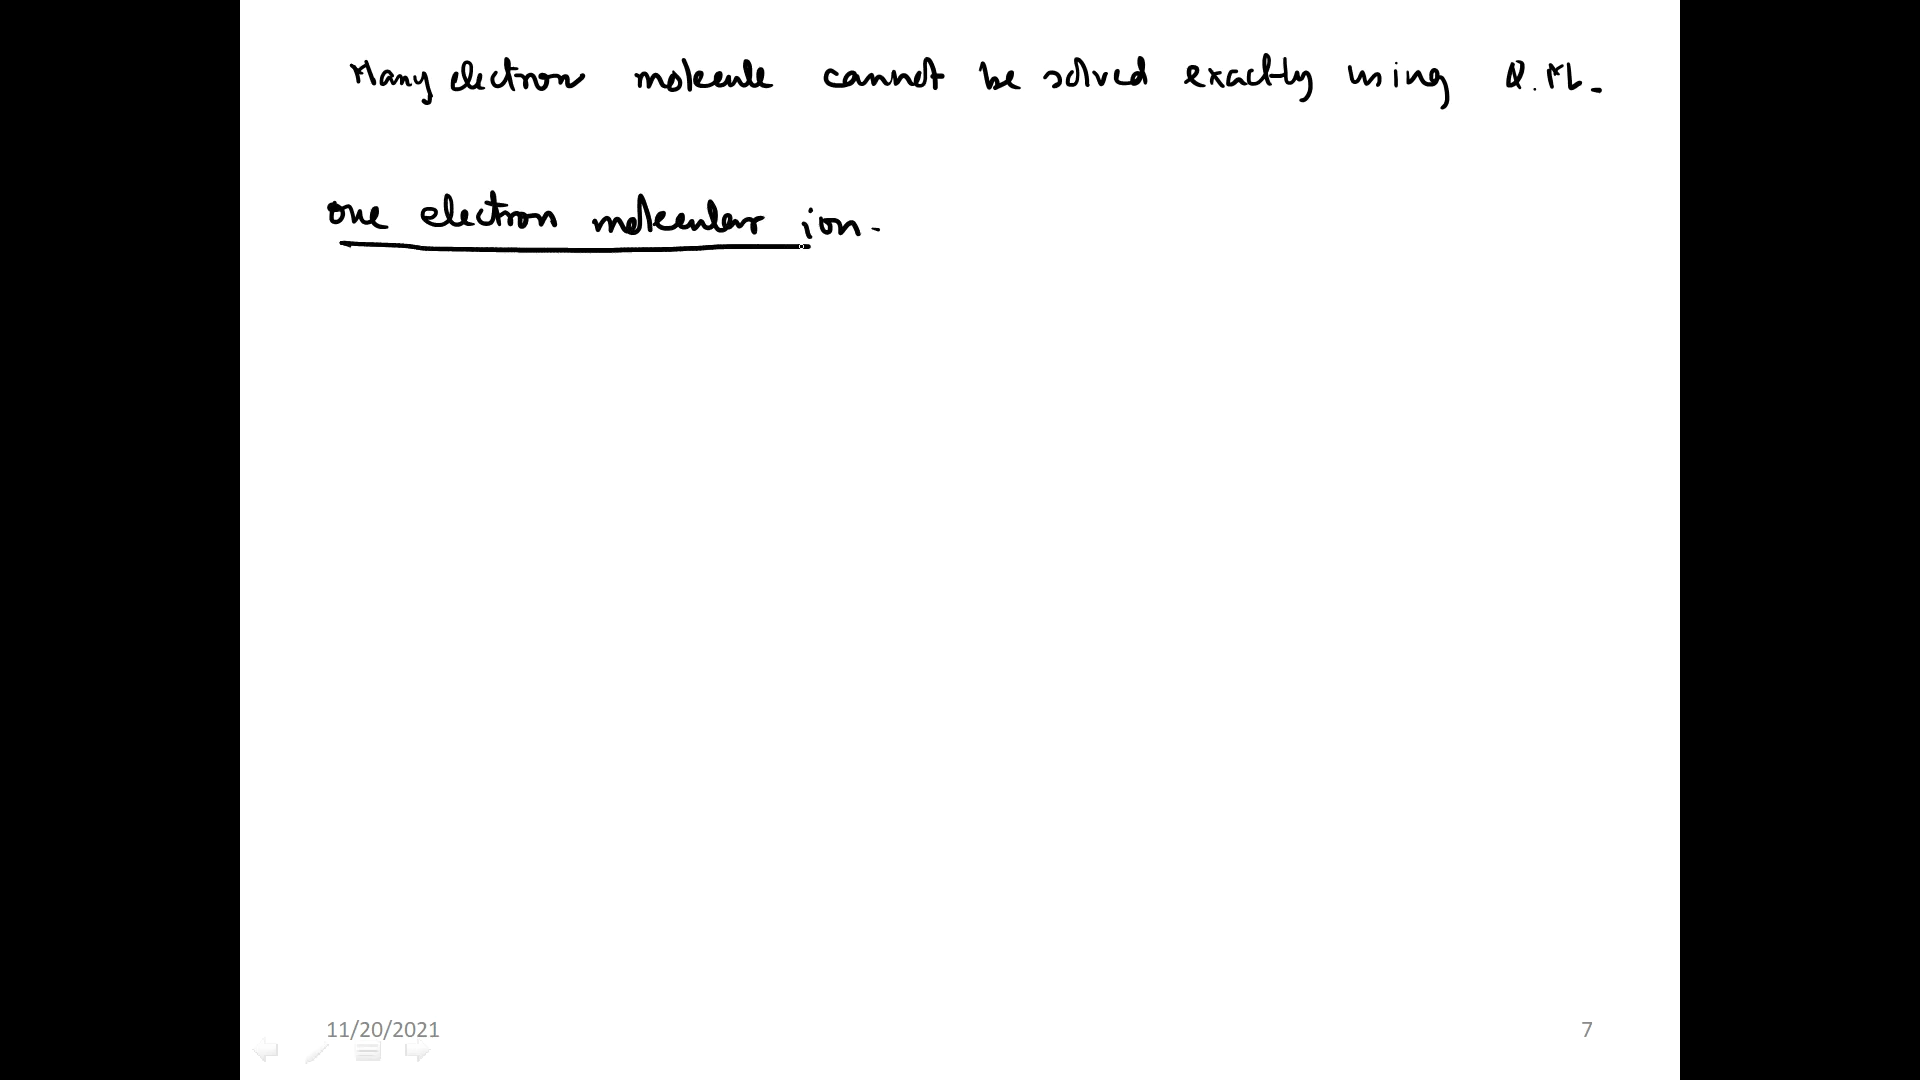 Many electron molecule cannot be solved exactly using Q.M.
one electron molecular ion.
11/20/2021
7